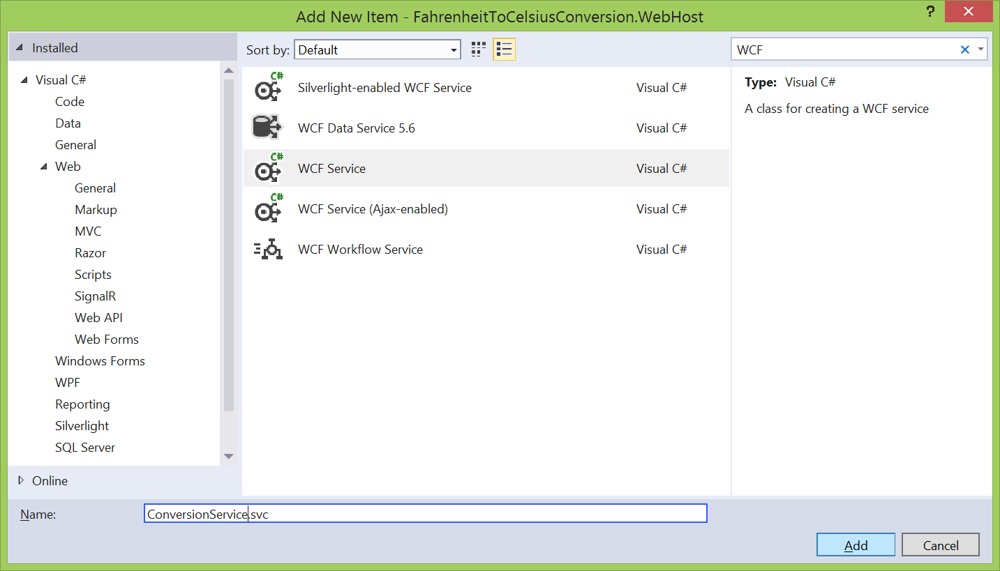 Add New Item - FahrenheitToCelsiusConversion.WebHost
?
Installed
Sort by: Default
WCF
Visual C#
Code
Data
General
Web
General
Markup
MVC
Razor
Scripts
SignalR
Web API
Web Forms
Windows Forms
WPF
Reporting
Silverlight
SQL Server
Online
C#
Silverlight-enabled WCF Service Visual C#
WCF Data Service 5.6 Visual C#
C#
WCF Service Visual C#
C#
WCF Service (Ajax-enabled) Visual C#
WCF Workflow Service Visual C#
Type: Visual C#
A class for creating a WCF service
Name: ConversionService.svc
Add Cancel